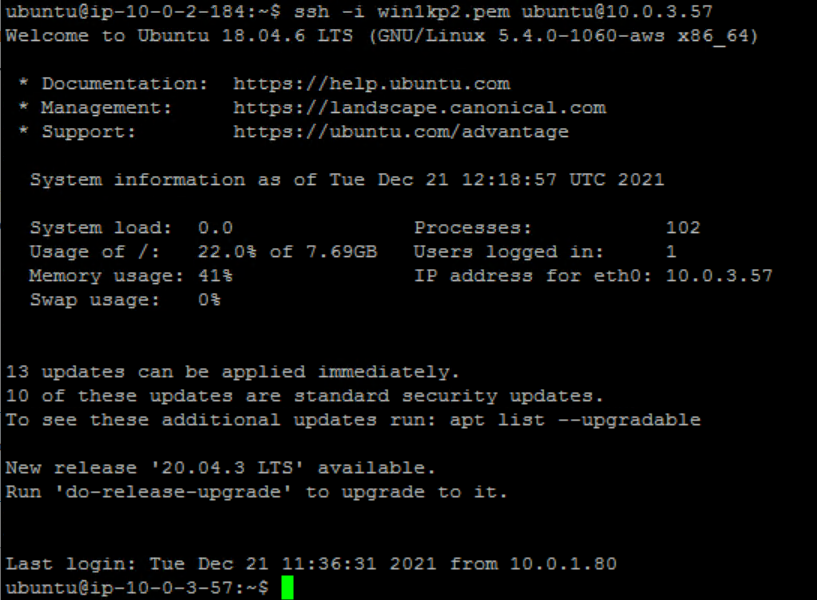 ubuntu@ip-10-0-2-184:~$ ssh -i win1kp2.pem ubuntu@10.0.3.57
Welcome to Ubuntu 18.04.6 LTS (GNU/Linux 5.4.0-1060-aws x86_64)
* Documentation:  https://help.ubuntu.com
* Management:     https://landscape.canonical.com
* Support:        https://ubuntu.com/advantage
System information as of Tue Dec 21 12:18:57 UTC 2021
System load:  0.0               Processes:           102
Usage of /:   22.0% of 7.69GB   Users logged in:     1
Memory usage: 41%               IP address for eth0: 10.0.3.57
Swap usage:   0%
13 updates can be applied immediately.
10 of these updates are standard security updates.
To see these additional updates run: apt list --upgradable
New release '20.04.3 LTS' available.
Run 'do-release-upgrade' to upgrade to it.
Last login: Tue Dec 21 11:36:31 2021 from 10.0.1.80
ubuntu@ip-10-0-3-57:~$